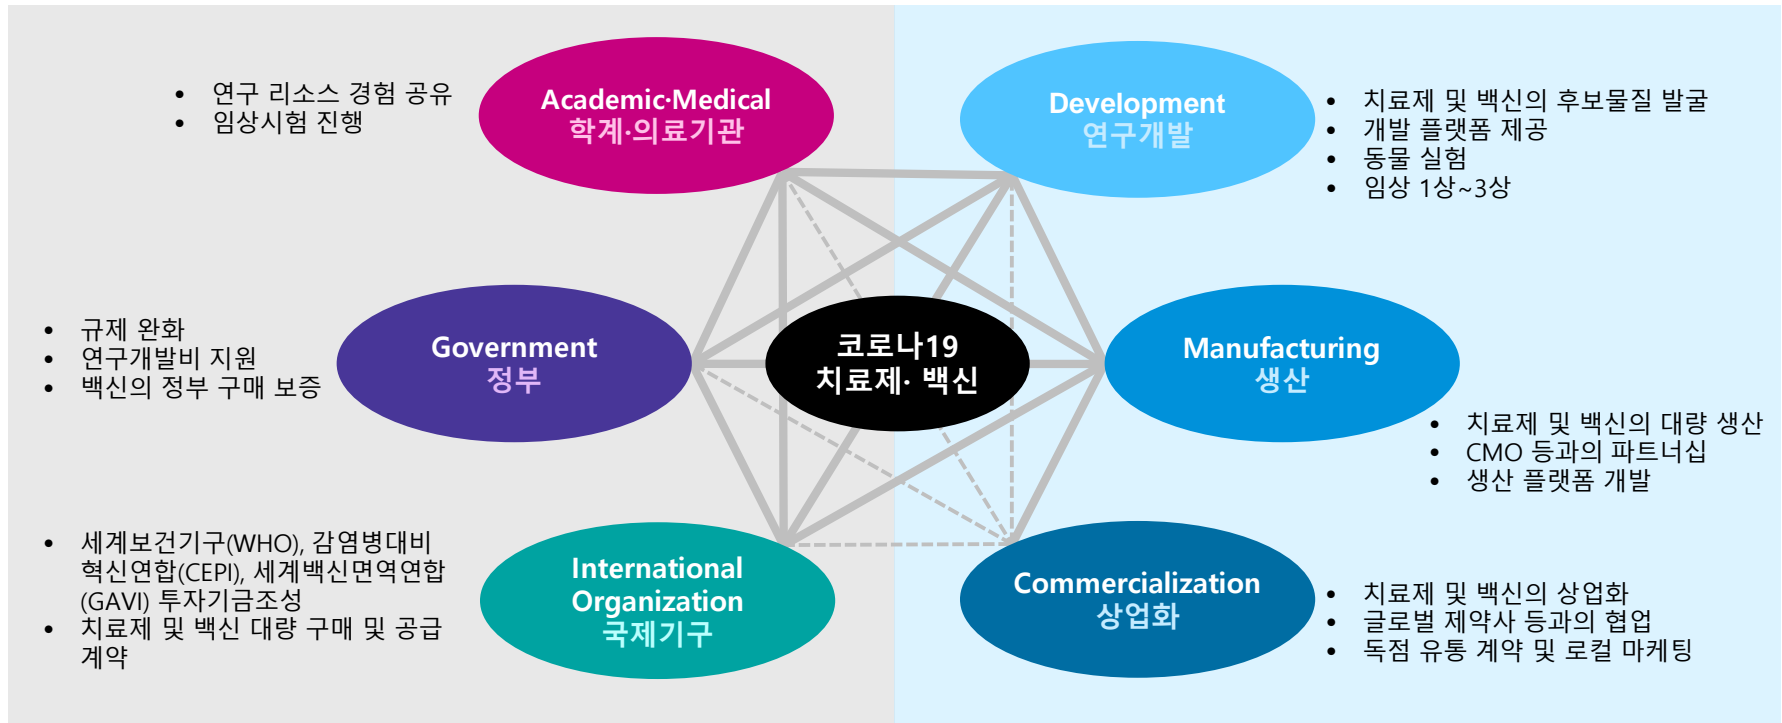 • 연구 리소스 경험 공유
• 임상시험 진행
Academic·Medical
학계·의료기관
Development
연구개발
• 치료제 및 백신의 후보물질 발굴
• 개발 플랫폼 제공
• 동물 실험
• 임상 1상~3상
• 규제 완화
• 연구개발비 지원
• 백신의 정부 구매 보증
Government
정부
코로나19
치료제· 백신
Manufacturing
생산
• 치료제 및 백신의 대량 생산
• CMO 등과의 파트너십
• 생산 플랫폼 개발
• 세계보건기구(WHO), 감염병대비
혁신연합(CEPI), 세계백신면역연합
(GAVI) 투자기금조성
• 치료제 및 백신 대량 구매 및 공급
계약
International
Organization
국제기구
Commercialization
상업화
• 치료제 및 백신의 상업화
• 글로벌 제약사 등과의 협업
• 독점 유통 계약 및 로컬 마케팅